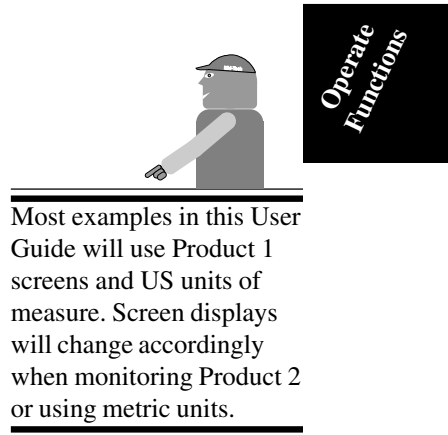 Operate
Functions
Most examples in this User
Guide will use Product 1
screens and US units of
measure. Screen displays
will change accordingly
when monitoring Product 2
or using metric units.